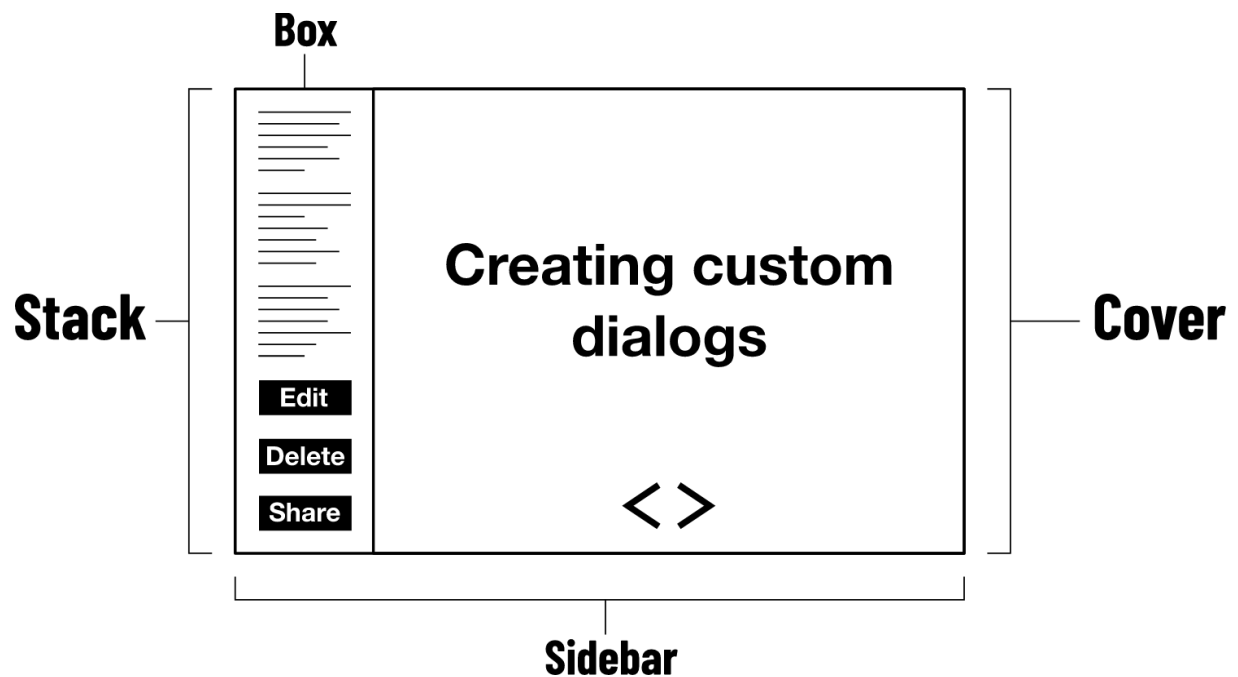 Box
Stack
Edit
Delete
Share
Creating custom
dialogs
< >
Cover
Sidebar